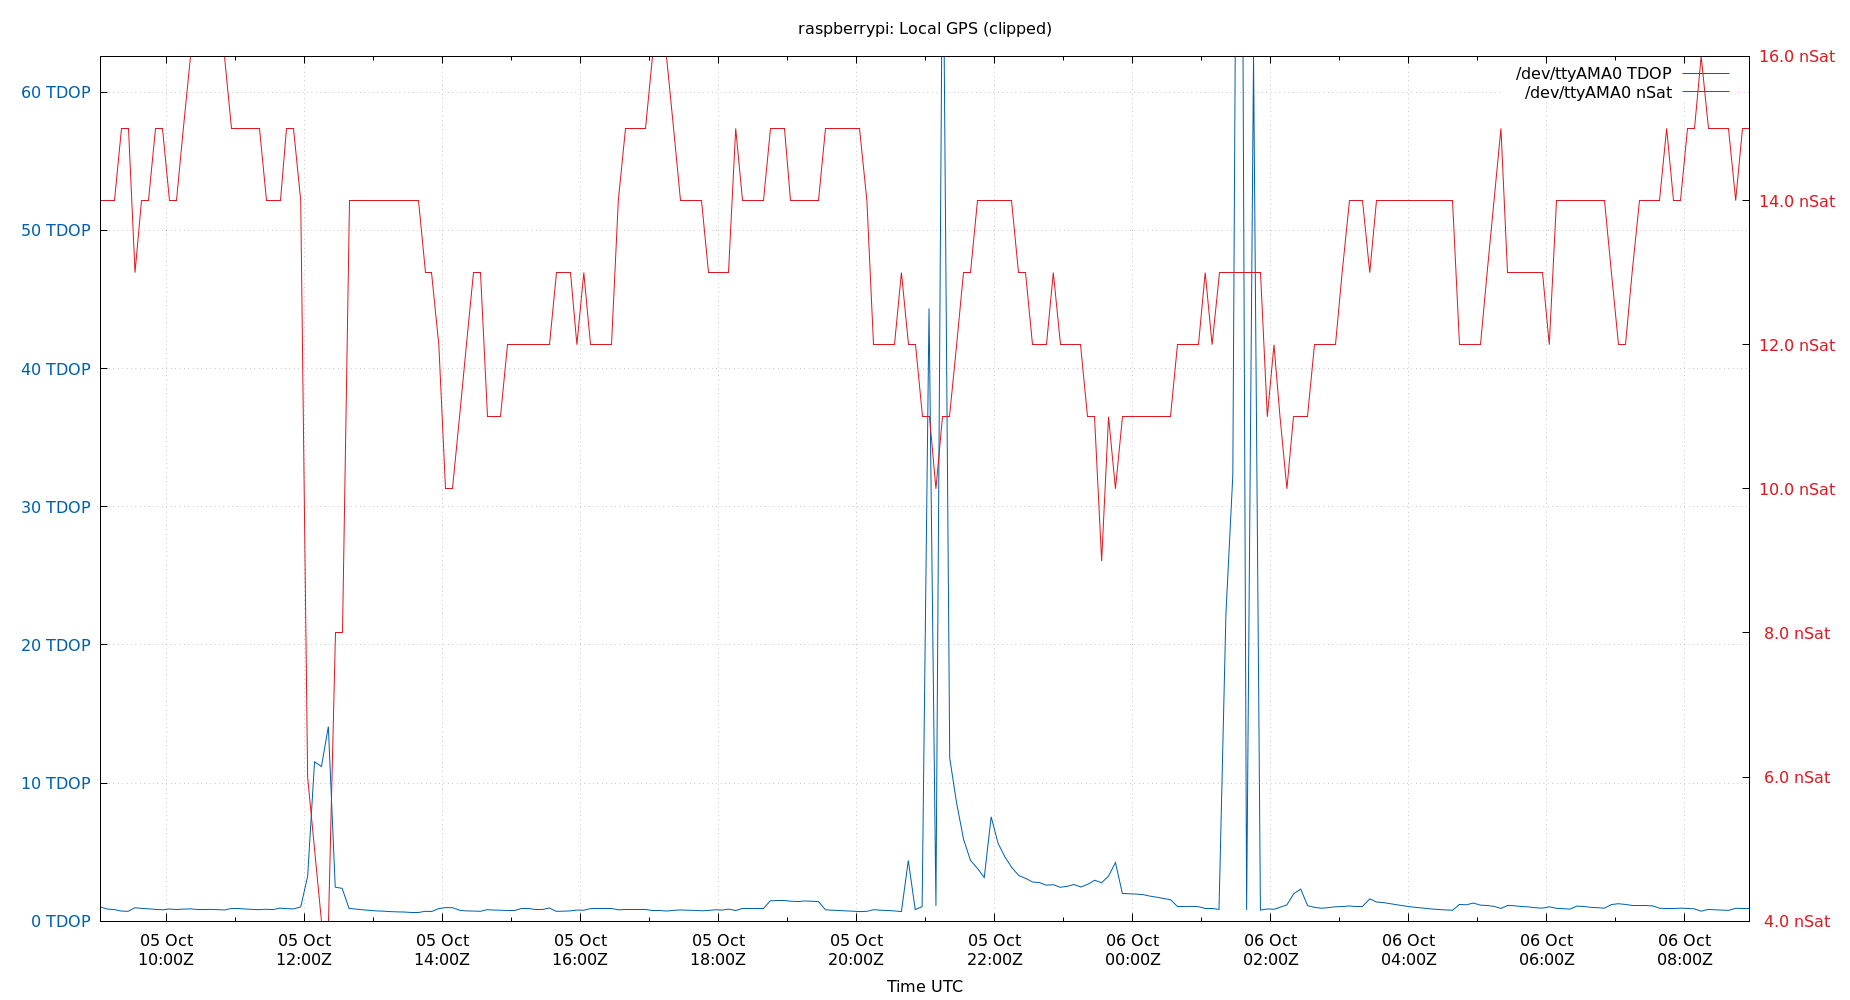 raspberrypi: Local GPS (clipped)
/dev/ttyAMA0 TDOP
/dev/ttyAMA0 nSat
60 TDOP
50 TDOP
40 TDOP
30 TDOP
20 TDOP
10 TDOP
0 TDOP
16.0 nSat
14.0 nSat
12.0 nSat
10.0 nSat
8.0 nSat
6.0 nSat
4.0 nSat
05 Oct
10:00Z
05 Oct
12:00Z
05 Oct
14:00Z
05 Oct
16:00Z
05 Oct
18:00Z
05 Oct
20:00Z
05 Oct
22:00Z
06 Oct
00:00Z
06 Oct
02:00Z
06 Oct
04:00Z
06 Oct
06:00Z
06 Oct
08:00Z
Time UTC